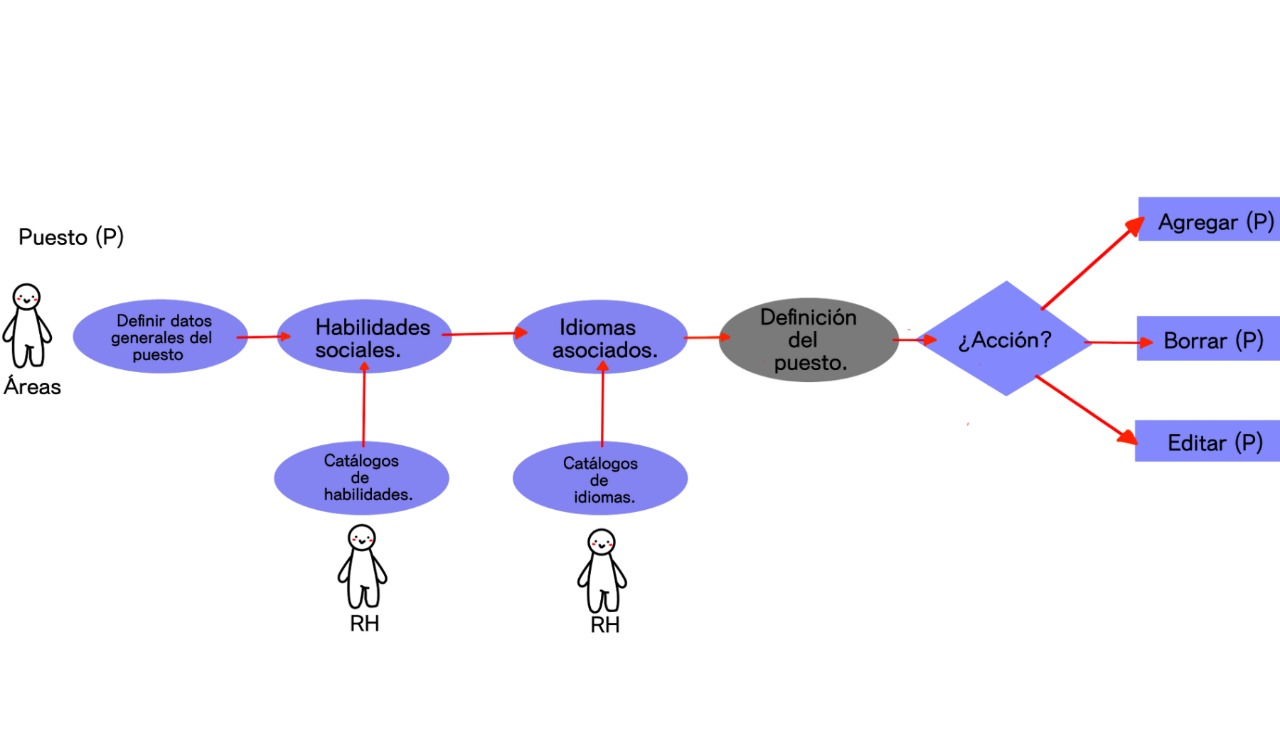 Puesto (P)
Áreas
Definir datos
generales del
puesto
Habilidades
sociales.
Idiomas
asociados.
Definición
del
puesto.
¿Acción?
Agregar (P)
Borrar (P)
Editar (P)
Catálogos
de
habilidades.
RH
Catálogos
de
idiomas.
RH